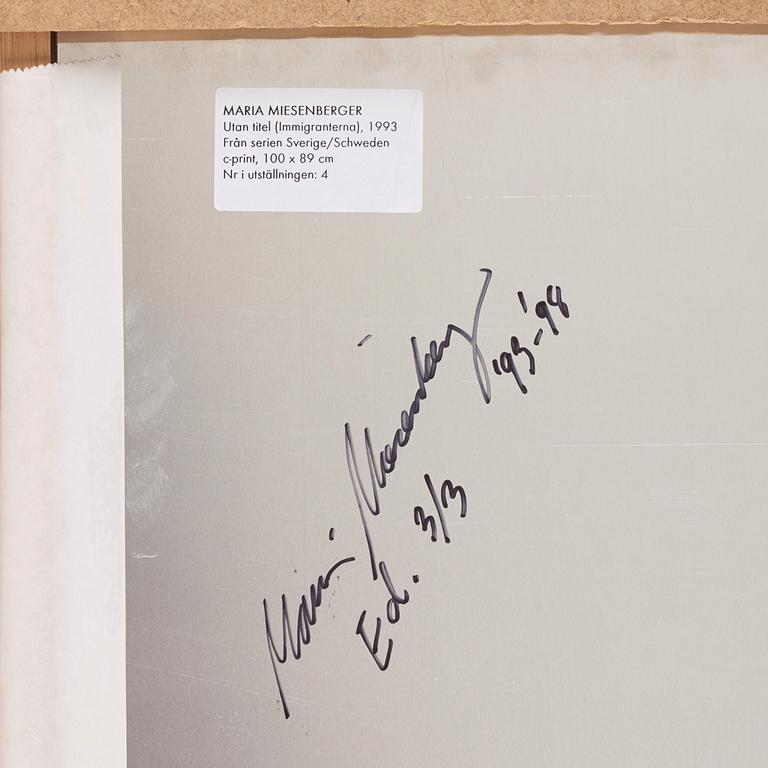 MARIA MIESENBERGER
Utan titel (Immigranterna), 1993
Från serien Sverige/Schweden
c-print, 100 x 89 cm
Nr i utställningen: 4
Maria Miesenberger '93-'98
Ed. 3/3